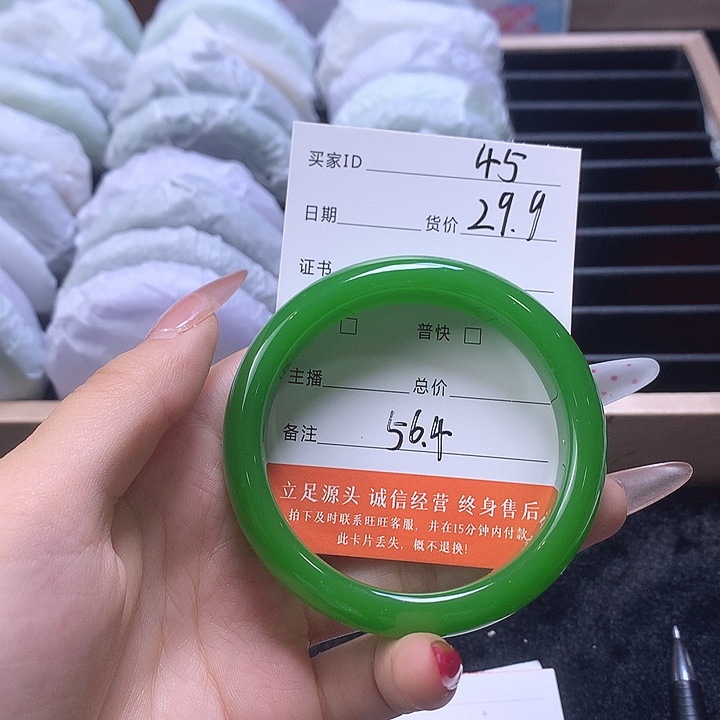 买家ID 45
日期 货价 29.9
证书
□ 普快 □
主播 总价
备注 56.4
立足源头 诚信经营 终身售后
拍下及时联系旺旺客服，并在15分钟内付款。
此卡片丢失，概不退换!